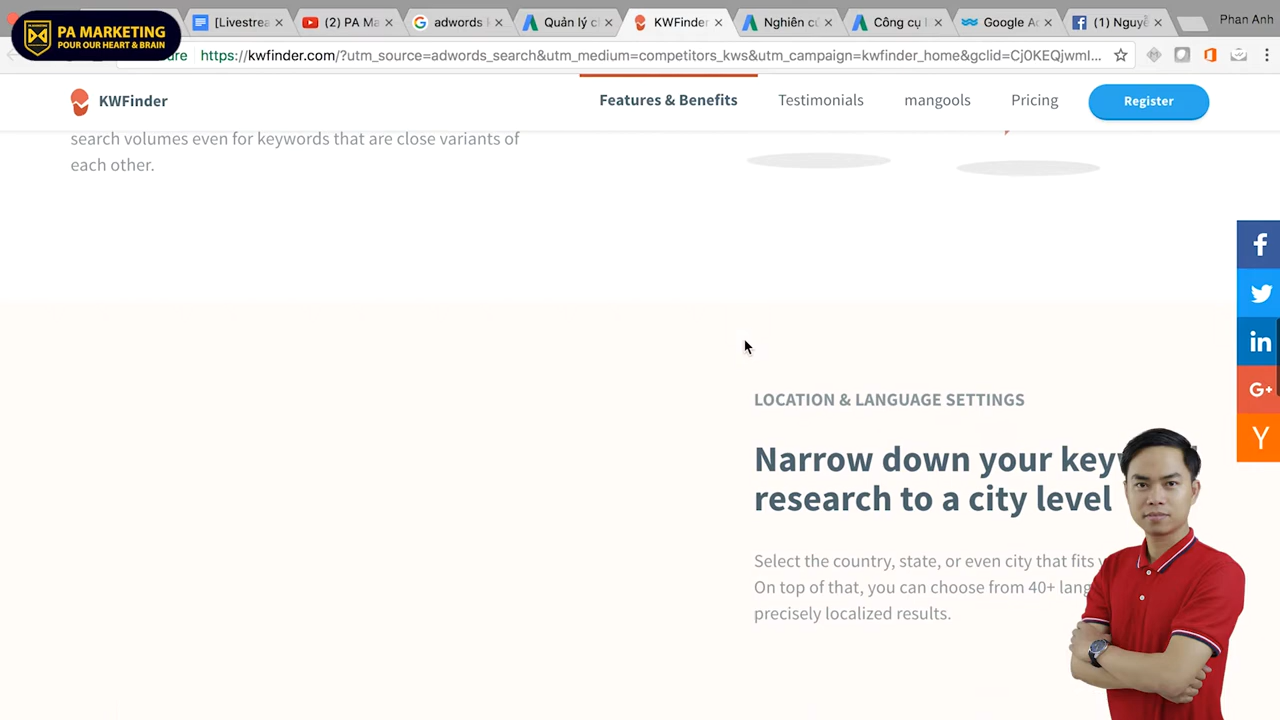 [Livestrea
(2) PA Ma
adwords
Quản lý c
KWFinder
Nghiên cứ
Công cụ
Google Ad
(1) Nguyễ
Phan Anh
PA MARKETING
POUR OUR HEART & BRAIN
https://kwfinder.com/?utm_source=adwords_search&utm_medium=competitors_kws&utm_campaign=kwfinder_home&gclid=Cj0KEQjwmI...
KWFinder
Features & Benefits
Testimonials
mangools
Pricing
Register
search volumes even for keywords that are close variants of
each other.
LOCATION & LANGUAGE SETTINGS
Narrow down your
research to a city level
Select the country, state, or even city that fits
On top of that, you can choose from 40+
precisely localized results.